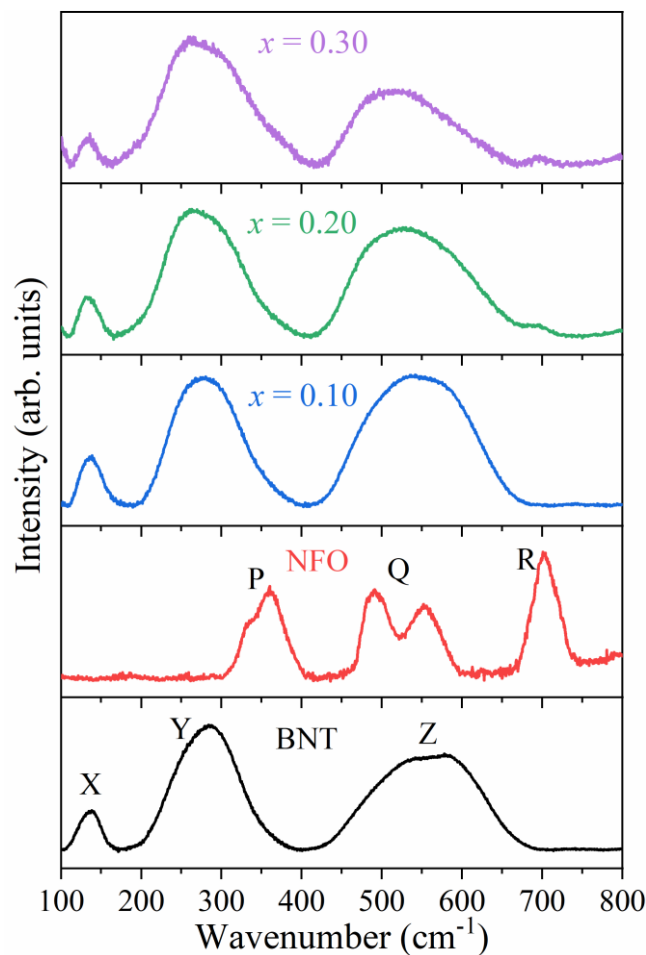 x = 0.30
x = 0.20
x = 0.10
NFO
P
Q
R
BNT
X
Y
Z
Intensity (arb. units)
100 200 300 400 500 600 700 800
Wavenumber (cm⁻¹)